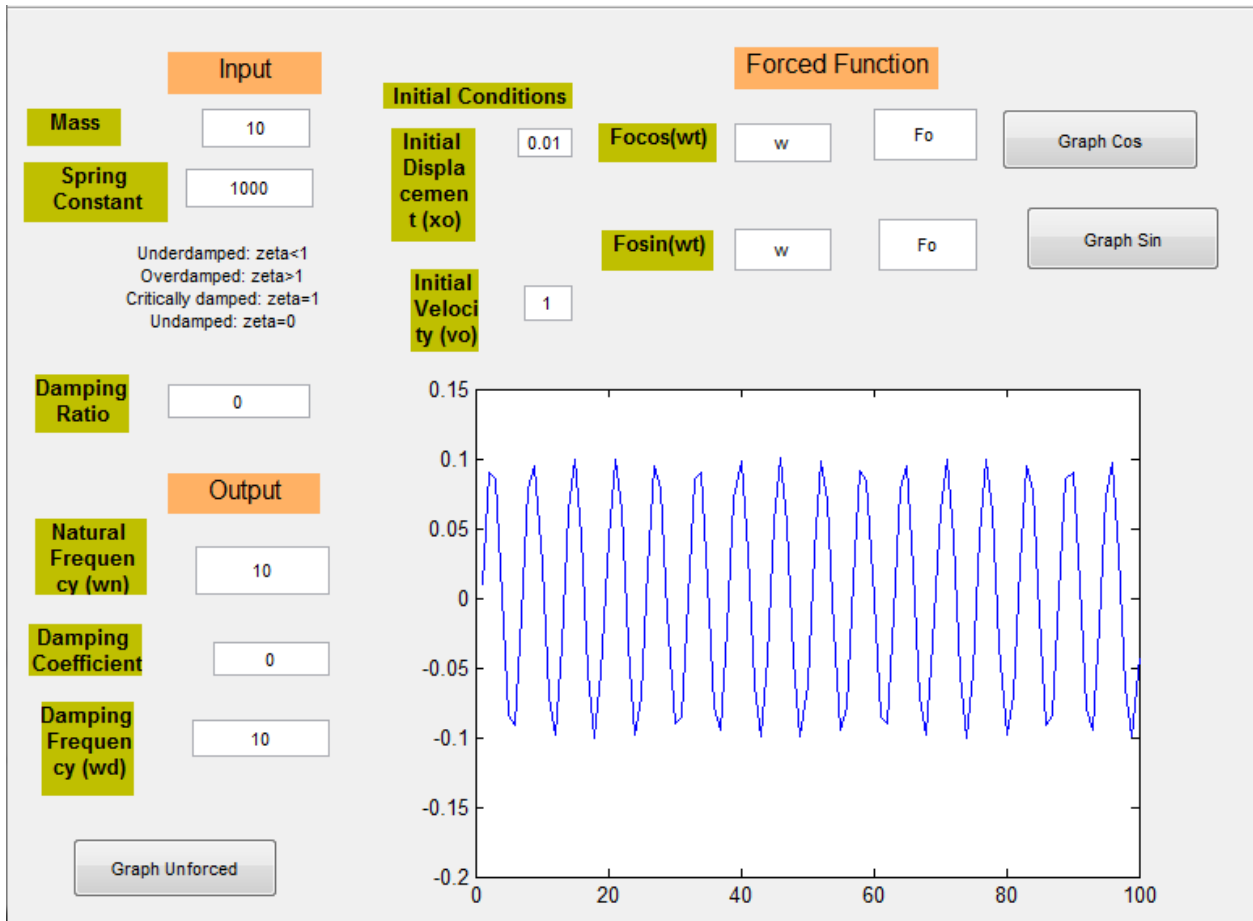 Input
Mass
10
Spring
Constant
1000
Underdamped: zeta<1
Overdamped: zeta>1
Critically damped: zeta=1
Undamped: zeta=0
Damping
Ratio
0
Output
Natural
Frequen
cy (wn)
10
Damping
Coefficient
0
Damping
Frequen
cy (wd)
10
Graph Unforced
Initial Conditions
Initial
Displa
cemen
t (xo)
0.01
Initial
Veloci
ty (vo)
1
Forced Function
Focos(wt)
w
Fo
Graph Cos
Fosin(wt)
w
Fo
Graph Sin
0.15
0.1
0.05
0
-0.05
-0.1
-0.15
-0.2
0
20
40
60
80
100